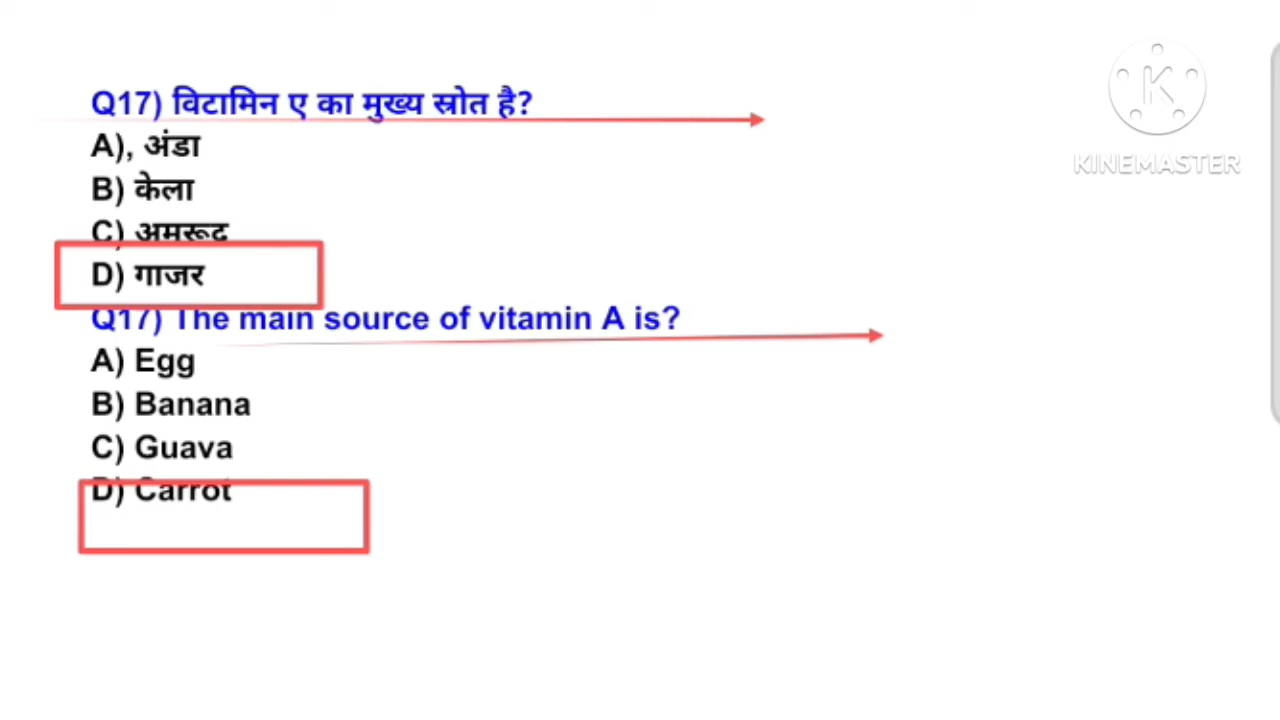 Q17) विटामिन ए का मुख्य स्रोत है?
A), अंडा
B) केला
C) अमरूद
D) गाजर
Q17) The main source of vitamin A is?
A) Egg
B) Banana
C) Guava
D) Carrot
K
KINEMASTER